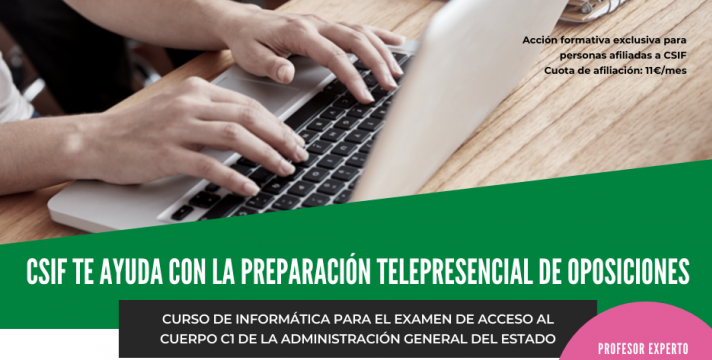 Acción formativa exclusiva para
personas afiliadas a CSIF
Cuota de afiliación: 11€/mes
CSIF TE AYUDA CON LA PREPARACIÓN TELEPRESENCIAL DE OPOSICIONES
CURSO DE INFORMÁTICA PARA EL EXAMEN DE ACCESO AL
CUERPO C1 DE LA ADMINISTRACIÓN GENERAL DEL ESTADO
PROFESOR EXPERTO